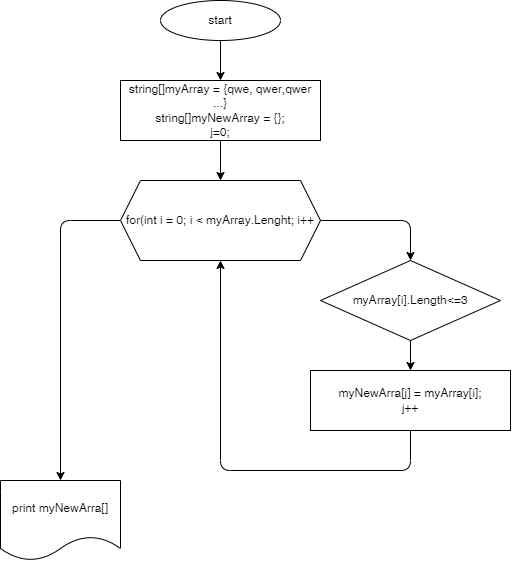 start
string[]myArray = {qwe, qwer,qwer
...}
string[]myNewArray = {};
j=0;
for(int i = 0; i < myArray.Lenght; i++
myArray[i].Length<=3
myNewArra[j] = myArray[i];
j++
print myNewArra[]